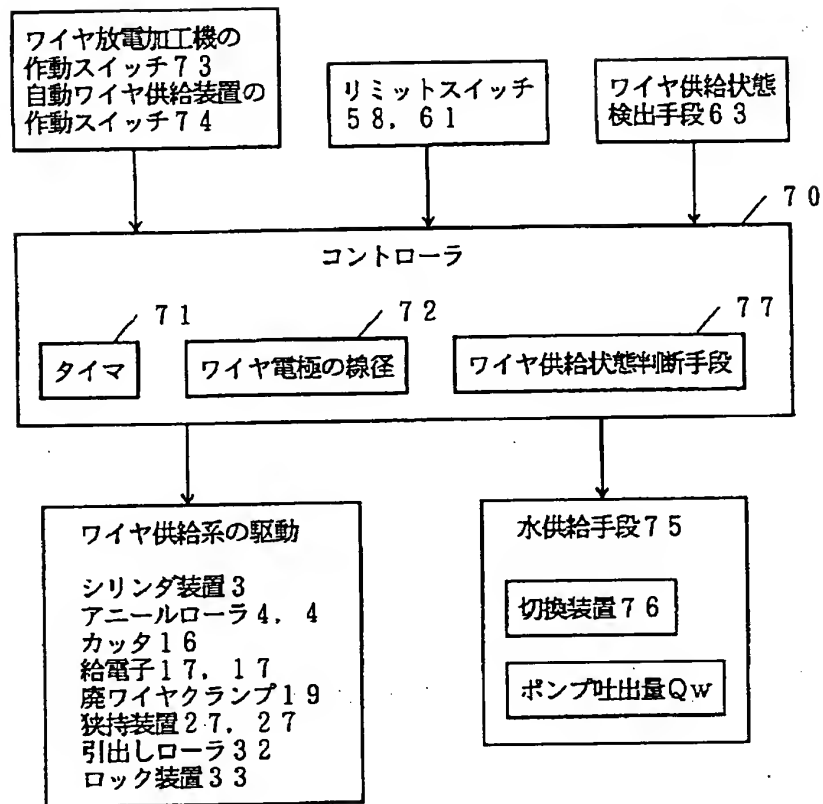 ワイヤ放電加工機の
作動スイッチ73
自動ワイヤ供給装置の
作動スイッチ74
リミットスイッチ
58,61
ワイヤ供給状態
検出手段63
70
コントローラ
71
タイマ
72
ワイヤ電極の線径
77
ワイヤ供給状態判断手段
ワイヤ供給系の駆動
シリンダ装置3
アニールローラ4,4
カッタ16
給電子17,17
廃ワイヤクランプ19
狭持装置27,27
引出しローラ32
ロック装置33
水供給手段75
切換装置76
ポンプ吐出量Qw